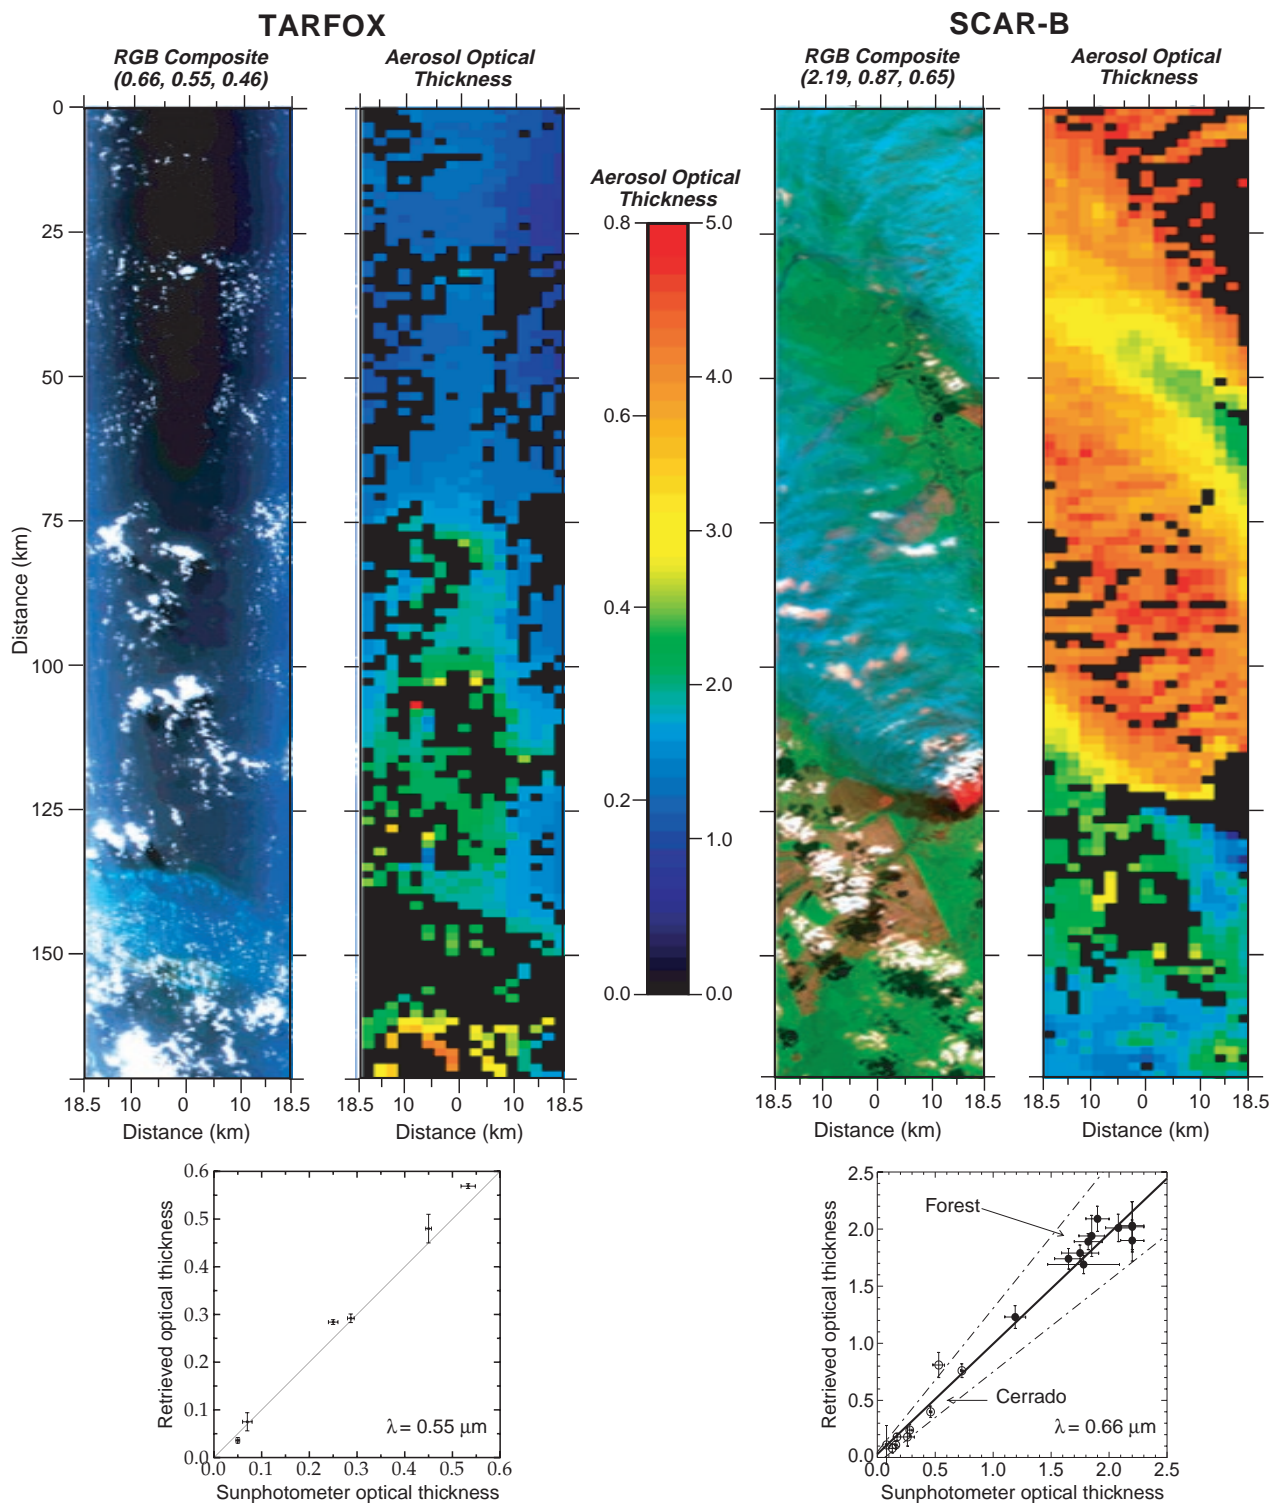 TARFOX
SCAR-B
RGB Composite
(0.66, 0.55, 0.46)
Aerosol Optical
Thickness
RGB Composite
(2.19, 0.87, 0.65)
Aerosol Optical
Thickness
0
25
50
75
100
125
150
Distance (km)
18.5 10 0 10 18.5
Distance (km)
18.5 10 0 10 18.5
Distance (km)
Aerosol Optical
Thickness
0.8 5.0
4.0
0.6
3.0
0.4
2.0
0.2
1.0
0.0 0.0
18.5 10 0 10 18.5
Distance (km)
18.5 10 0 10 18.5
Distance (km)
0.6
0.5
0.4
0.3
0.2
0.1
0.0
Retrieved optical thickness
λ = 0.55 μm
0.0 0.1 0.2 0.3 0.4 0.5 0.6
Sunphotometer optical thickness
2.5
2.0
1.5
1.0
0.5
0.0
Retrieved optical thickness
Forest
Cerrado
λ = 0.66 μm
0.0 0.5 1.0 1.5 2.0 2.5
Sunphotometer optical thickness